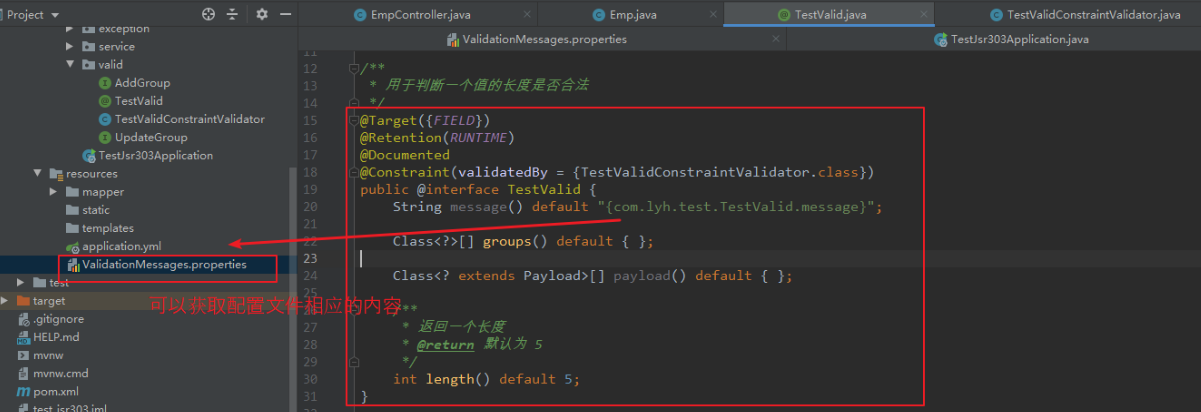 Project
EmpController.java
Emp.java
TestValid.java
TestValidConstraintValidator.java
ValidationMessages.properties
TestJsr303Application.java
exception
service
valid
AddGroup
TestValid
TestValidConstraintValidator
UpdateGroup
TestJsr303Application
resources
mapper
static
templates
application.yml
ValidationMessages.properties
test
target
.gitignore
HELP.md
mvnw
mvnw.cmd
pom.xml
test_jsr303.iml
可以获取配置文件相应的内容
11
12 /**
13 * 用于判断一个值的长度是否合法
14 */
15 @Target({FIELD})
16 @Retention(RUNTIME)
17 @Documented
18 @Constraint(validatedBy = {TestValidConstraintValidator.class})
19 public @interface TestValid {
20 String message() default "{com.lyh.test.TestValid.message}";
21
22 Class<?>[] groups() default { };
23
24 Class<? extends Payload>[] payload() default { };
25
26 /**
27 * 返回一个长度
28 * @return 默认为 5
29 */
30 int length() default 5;
31 }